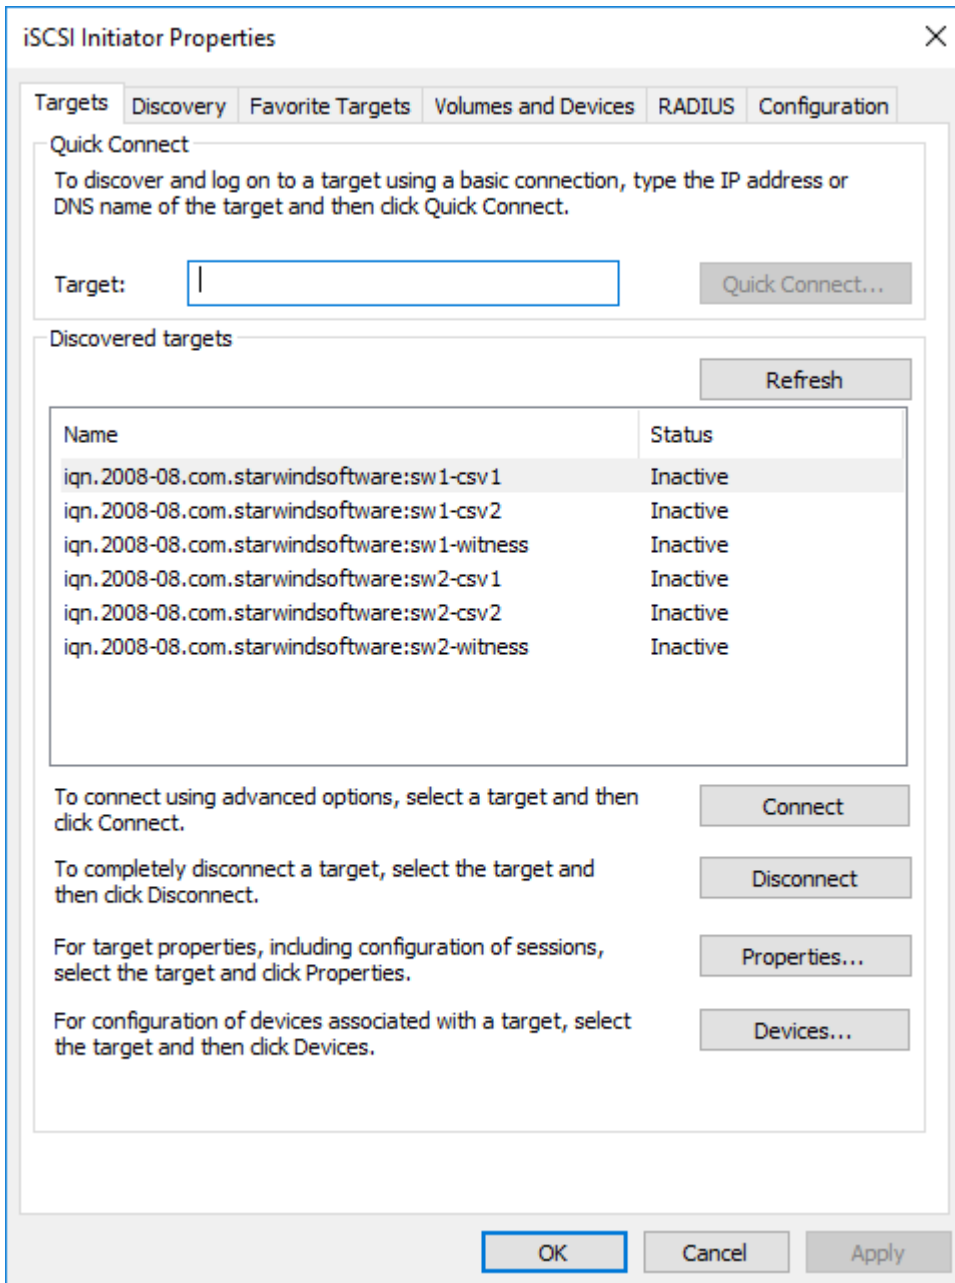 iSCSI Initiator Properties
Targets Discovery Favorite Targets Volumes and Devices RADIUS Configuration
Quick Connect
To discover and log on to a target using a basic connection, type the IP address or
DNS name of the target and then click Quick Connect.
Target: Quick Connect...
Discovered targets
Refresh
Name Status
iqn.2008-08.com.starwindsoftware:sw1-csv1 Inactive
iqn.2008-08.com.starwindsoftware:sw1-csv2 Inactive
iqn.2008-08.com.starwindsoftware:sw1-witness Inactive
iqn.2008-08.com.starwindsoftware:sw2-csv1 Inactive
iqn.2008-08.com.starwindsoftware:sw2-csv2 Inactive
iqn.2008-08.com.starwindsoftware:sw2-witness Inactive
To connect using advanced options, select a target and then
click Connect.
Connect
To completely disconnect a target, select the target and
then click Disconnect.
Disconnect
For target properties, including configuration of sessions,
select the target and click Properties.
Properties...
For configuration of devices associated with a target, select
the target and then click Devices.
Devices...
OK Cancel Apply